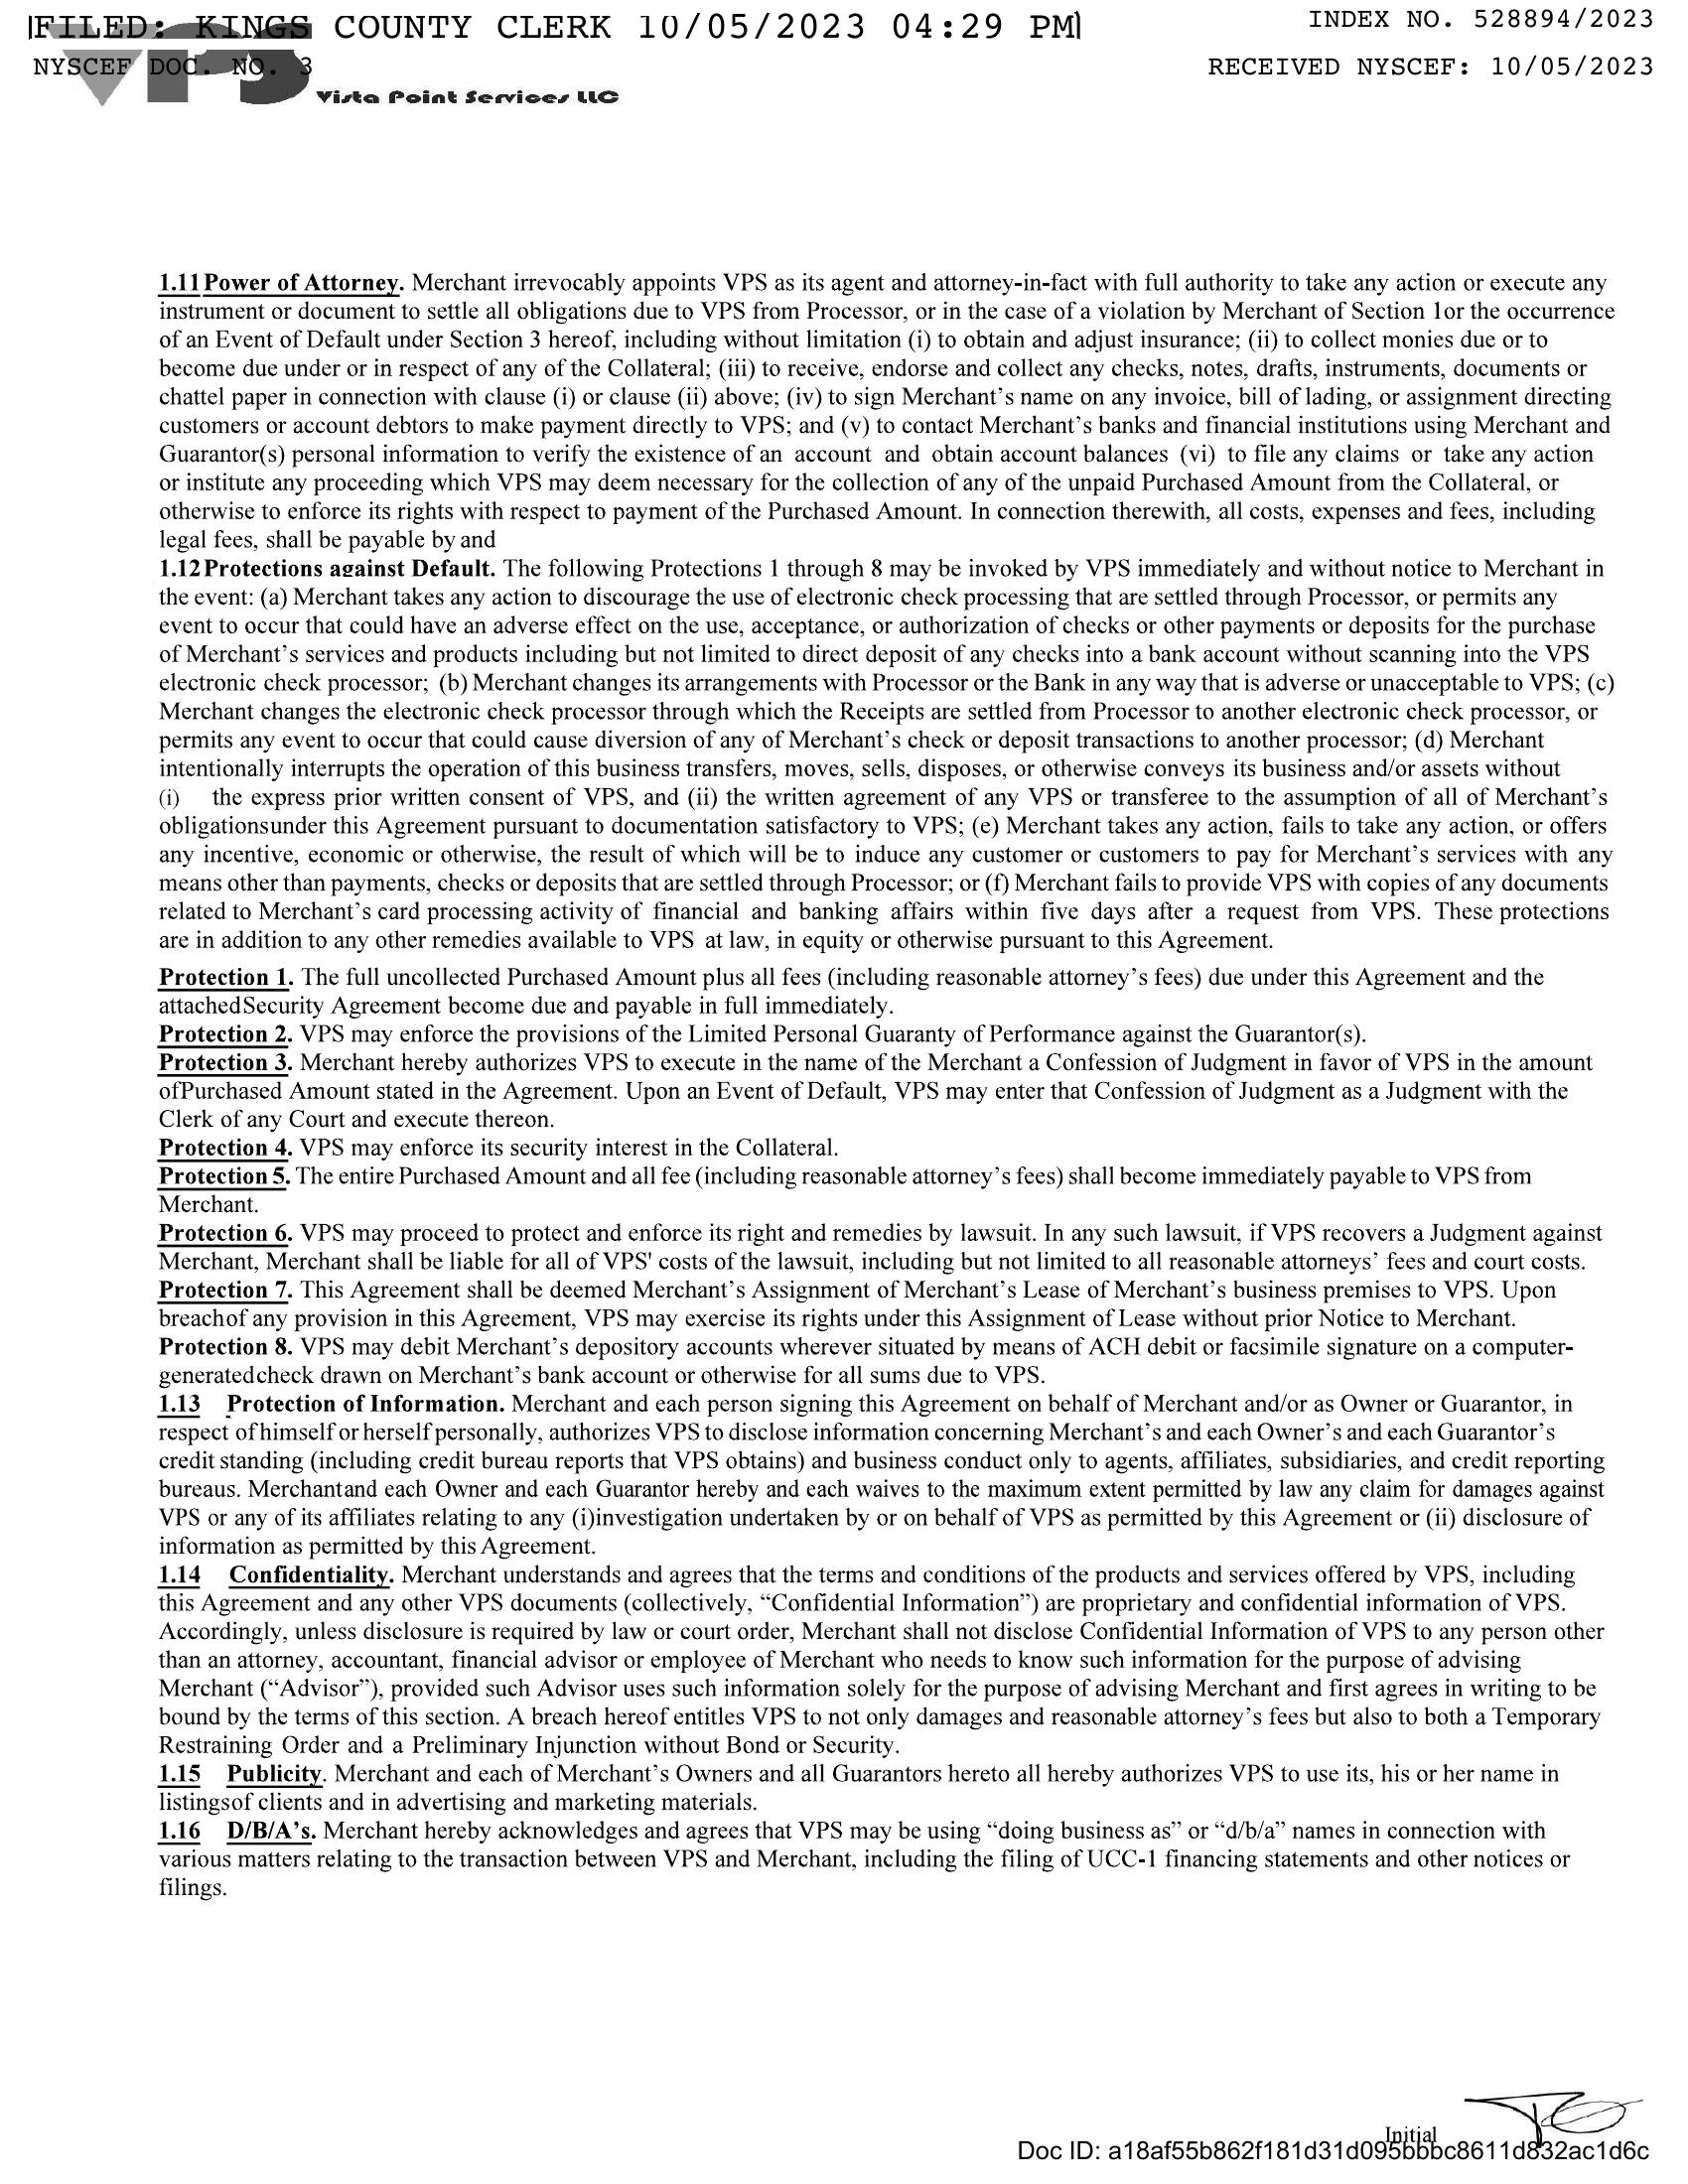 FILED: KINGS COUNTY CLERK 10/05/2023 04:29 PM
INDEX NO. 528894/2023
NYSCEF DOC. NO. 3
RECEIVED NYSCEF: 10/05/2023
VPS
Vista Point Services LLC
1.11 Power of Attorney. Merchant irrevocably appoints VPS as its agent and attorney-in-fact with full authority to take any action or execute any
instrument or document to settle all obligations due to VPS from Processor, or in the case of a violation by Merchant of Section 1or the occurrence
of an Event of Default under Section 3 hereof, including without limitation (i) to obtain and adjust insurance; (ii) to collect monies due or to
become due under or in respect of any of the Collateral; (iii) to receive, endorse and collect any checks, notes, drafts, instruments, documents or
chattel paper in connection with clause (i) or clause (ii) above; (iv) to sign Merchant’s name on any invoice, bill of lading, or assignment directing
customers or account debtors to make payment directly to VPS; and (v) to contact Merchant’s banks and financial institutions using Merchant and
Guarantor(s) personal information to verify the existence of an account and obtain account balances (vi) to file any claims or take any action
or institute any proceeding which VPS may deem necessary for the collection of any of the unpaid Purchased Amount from the Collateral, or
otherwise to enforce its rights with respect to payment of the Purchased Amount. In connection therewith, all costs, expenses and fees, including
legal fees, shall be payable by and
1.12 Protections against Default. The following Protections 1 through 8 may be invoked by VPS immediately and without notice to Merchant in
the event: (a) Merchant takes any action to discourage the use of electronic check processing that are settled through Processor, or permits any
event to occur that could have an adverse effect on the use, acceptance, or authorization of checks or other payments or deposits for the purchase
of Merchant’s services and products including but not limited to direct deposit of any checks into a bank account without scanning into the VPS
electronic check processor; (b) Merchant changes its arrangements with Processor or the Bank in any way that is adverse or unacceptable to VPS; (c)
Merchant changes the electronic check processor through which the Receipts are settled from Processor to another electronic check processor, or
permits any event to occur that could cause diversion of any of Merchant’s check or deposit transactions to another processor; (d) Merchant
intentionally interrupts the operation of this business transfers, moves, sells, disposes, or otherwise conveys its business and/or assets without
(i) the express prior written consent of VPS, and (ii) the written agreement of any VPS or transferee to the assumption of all of Merchant’s
obligationsunder this Agreement pursuant to documentation satisfactory to VPS; (e) Merchant takes any action, fails to take any action, or offers
any incentive, economic or otherwise, the result of which will be to induce any customer or customers to pay for Merchant’s services with any
means other than payments, checks or deposits that are settled through Processor; or (f) Merchant fails to provide VPS with copies of any documents
related to Merchant’s card processing activity of financial and banking affairs within five days after a request from VPS. These protections
are in addition to any other remedies available to VPS at law, in equity or otherwise pursuant to this Agreement.
Protection 1. The full uncollected Purchased Amount plus all fees (including reasonable attorney’s fees) due under this Agreement and the
attachedSecurity Agreement become due and payable in full immediately.
Protection 2. VPS may enforce the provisions of the Limited Personal Guaranty of Performance against the Guarantor(s).
Protection 3. Merchant hereby authorizes VPS to execute in the name of the Merchant a Confession of Judgment in favor of VPS in the amount
ofPurchased Amount stated in the Agreement. Upon an Event of Default, VPS may enter that Confession of Judgment as a Judgment with the
Clerk of any Court and execute thereon.
Protection 4. VPS may enforce its security interest in the Collateral.
Protection 5. The entire Purchased Amount and all fee (including reasonable attorney’s fees) shall become immediately payable to VPS from
Merchant.
Protection 6. VPS may proceed to protect and enforce its right and remedies by lawsuit. In any such lawsuit, if VPS recovers a Judgment against
Merchant, Merchant shall be liable for all of VPS' costs of the lawsuit, including but not limited to all reasonable attorneys’ fees and court costs.
Protection 7. This Agreement shall be deemed Merchant’s Assignment of Merchant’s Lease of Merchant’s business premises to VPS. Upon
breachof any provision in this Agreement, VPS may exercise its rights under this Assignment of Lease without prior Notice to Merchant.
Protection 8. VPS may debit Merchant’s depository accounts wherever situated by means of ACH debit or facsimile signature on a computer-
generatedcheck drawn on Merchant’s bank account or otherwise for all sums due to VPS.
1.13 Protection of Information. Merchant and each person signing this Agreement on behalf of Merchant and/or as Owner or Guarantor, in
respect of himself or herself personally, authorizes VPS to disclose information concerning Merchant’s and each Owner’s and each Guarantor’s
credit standing (including credit bureau reports that VPS obtains) and business conduct only to agents, affiliates, subsidiaries, and credit reporting
bureaus. Merchantand each Owner and each Guarantor hereby and each waives to the maximum extent permitted by law any claim for damages against
VPS or any of its affiliates relating to any (i)investigation undertaken by or on behalf of VPS as permitted by this Agreement or (ii) disclosure of
information as permitted by this Agreement.
1.14 Confidentiality. Merchant understands and agrees that the terms and conditions of the products and services offered by VPS, including
this Agreement and any other VPS documents (collectively, “Confidential Information”) are proprietary and confidential information of VPS.
Accordingly, unless disclosure is required by law or court order, Merchant shall not disclose Confidential Information of VPS to any person other
than an attorney, accountant, financial advisor or employee of Merchant who needs to know such information for the purpose of advising
Merchant (“Advisor”), provided such Advisor uses such information solely for the purpose of advising Merchant and first agrees in writing to be
bound by the terms of this section. A breach hereof entitles VPS to not only damages and reasonable attorney’s fees but also to both a Temporary
Restraining Order and a Preliminary Injunction without Bond or Security.
1.15 Publicity. Merchant and each of Merchant’s Owners and all Guarantors hereto all hereby authorizes VPS to use its, his or her name in
listingsof clients and in advertising and marketing materials.
1.16 D/B/A’s. Merchant hereby acknowledges and agrees that VPS may be using “doing business as” or “d/b/a” names in connection with
various matters relating to the transaction between VPS and Merchant, including the filing of UCC-1 financing statements and other notices or
filings.
Initial
Doc ID: a18af55b862f181d31d095bbbc8611d832ac1d6c